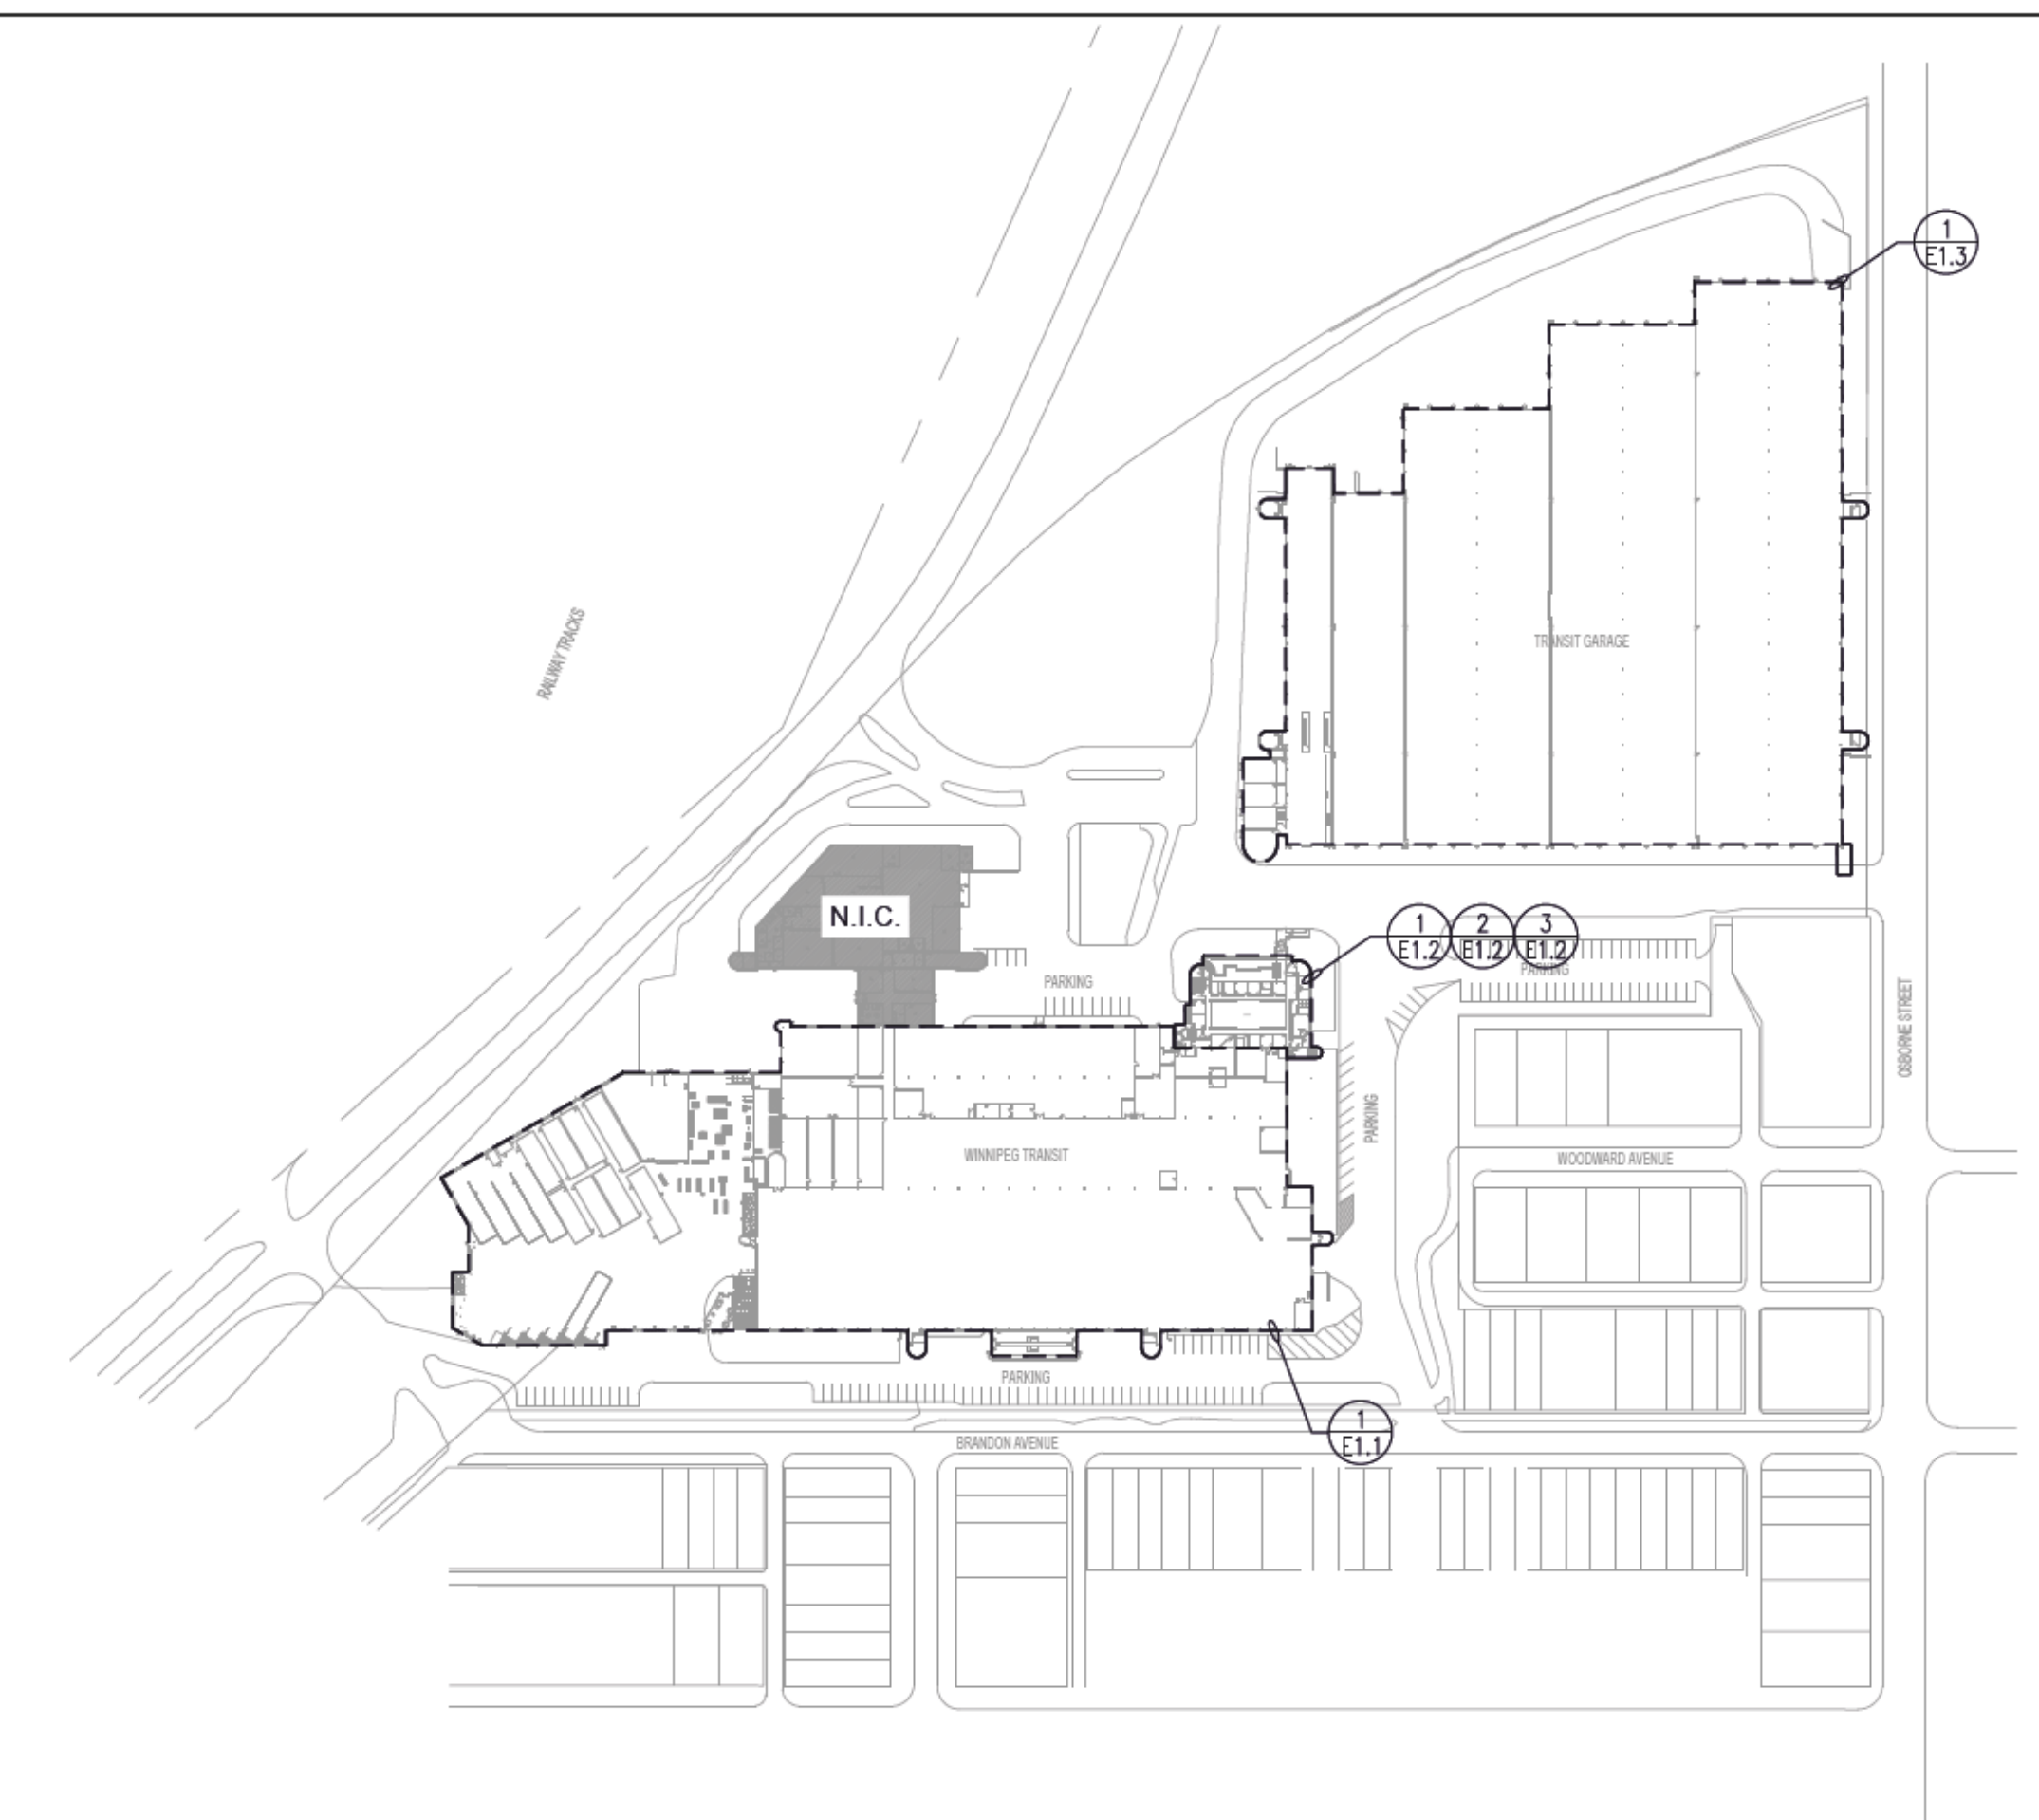 1
E1.3
RAILWAY TRACKS
TRANSIT GARAGE
N.I.C.
1
E1.2
2
E1.2
3
E1.2
PARKING
PARKING
OSBORNE STREET
PARKING
WINNIPEG TRANSIT
WOODWARD AVENUE
PARKING
1
E1.1
BRANDON AVENUE